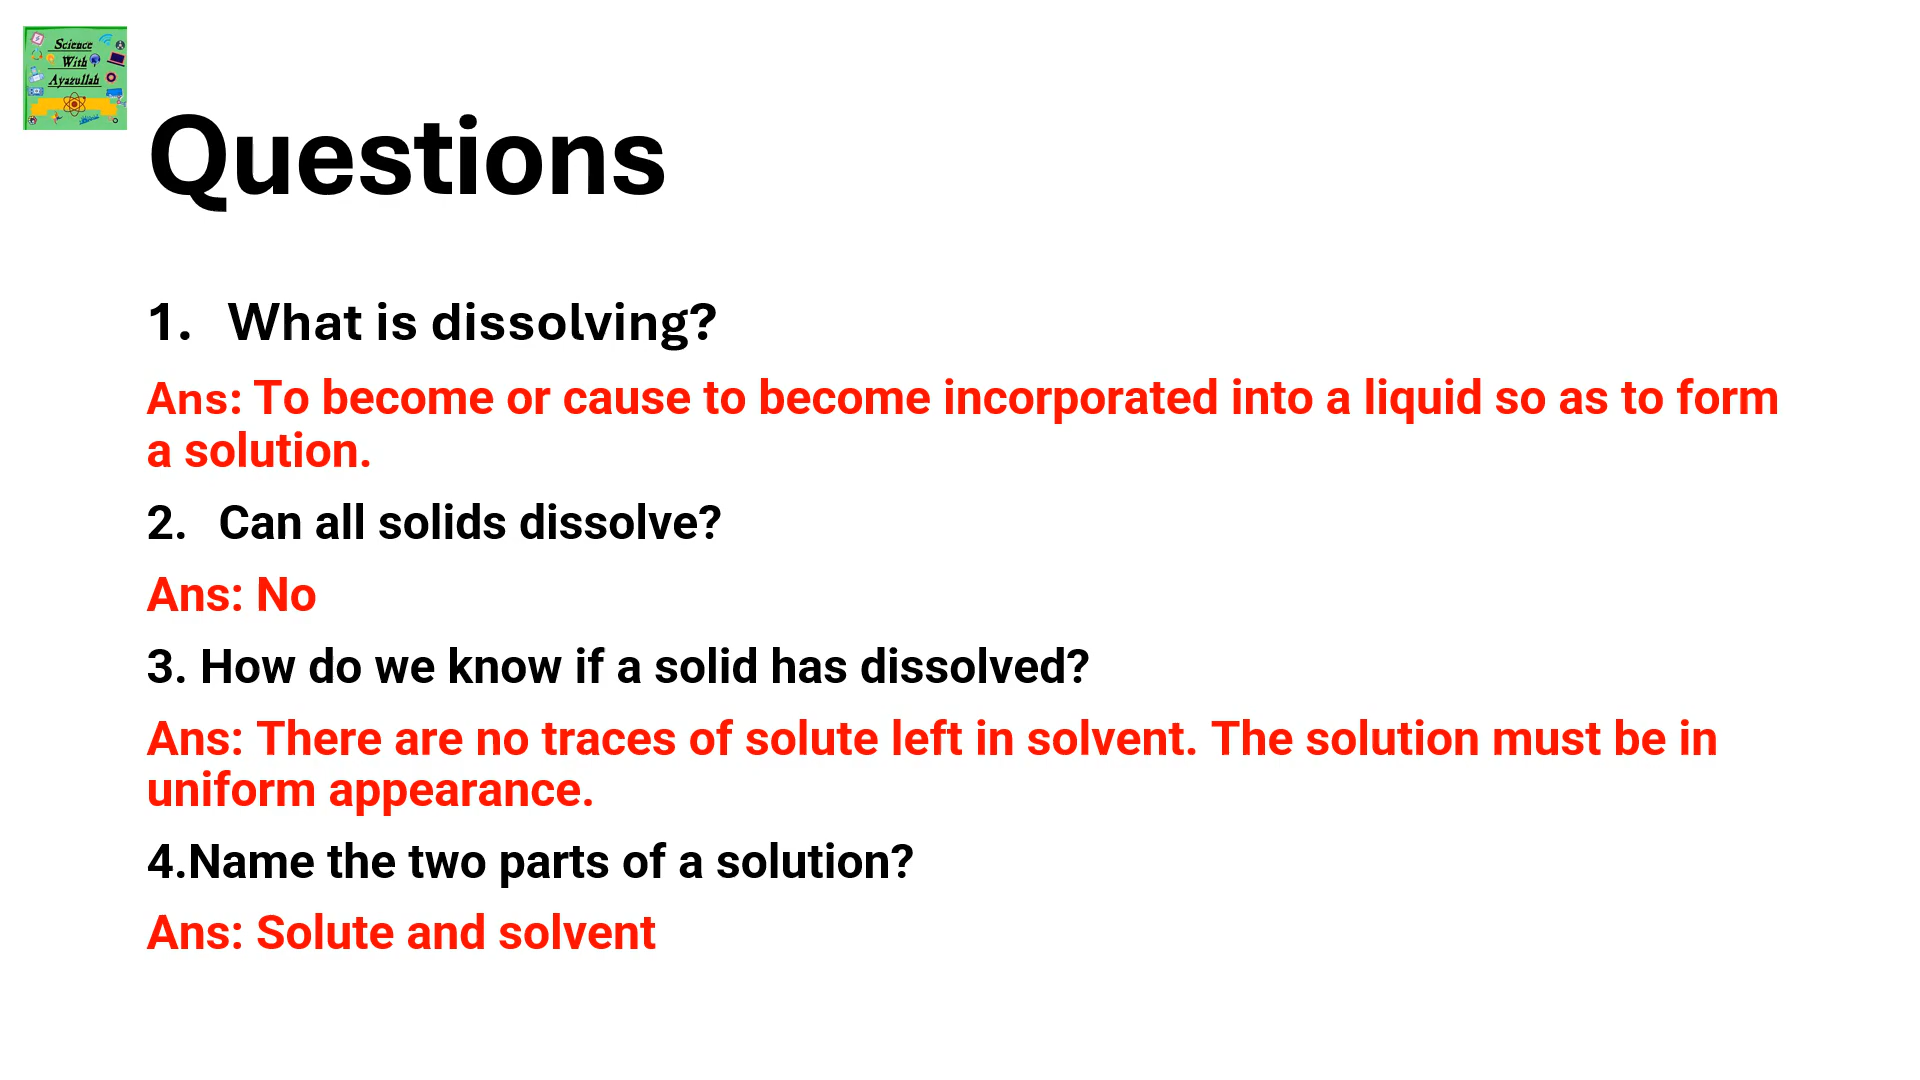 Science
With
Ayazullah
Questions
1. What is dissolving?
Ans: To become or cause to become incorporated into a liquid so as to form
a solution.
2. Can all solids dissolve?
Ans: No
3. How do we know if a solid has dissolved?
Ans: There are no traces of solute left in solvent. The solution must be in
uniform appearance.
4.Name the two parts of a solution?
Ans: Solute and solvent